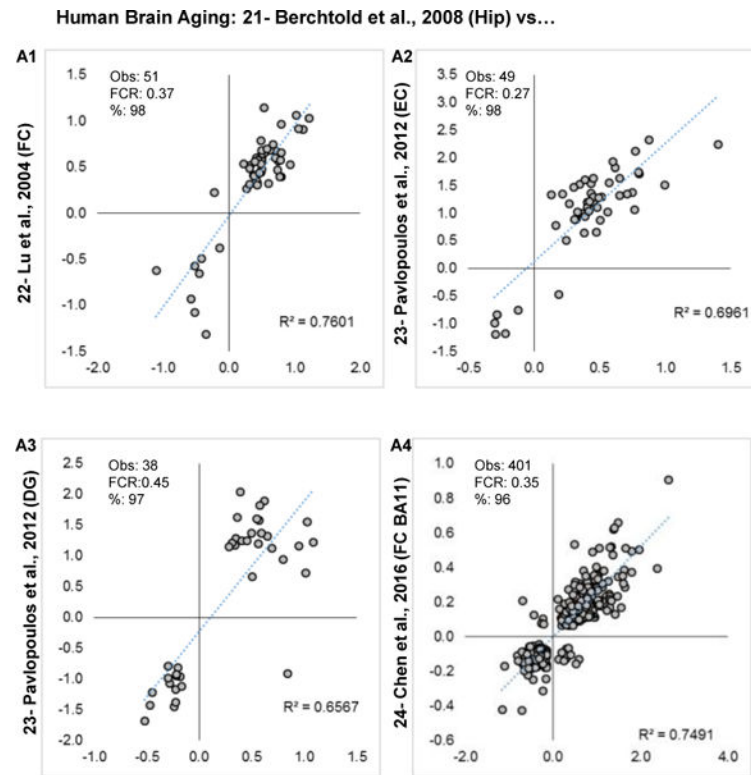 Human Brain Aging: 21- Berchtold et al., 2008 (Hip) vs…
A1
22- Lu et al., 2004 (FC)
Obs: 51
FCR: 0.37
%: 98
1.5
1.0
0.5
0.0
-0.5
-1.0
-1.5
R² = 0.7601
-2.0 -1.0 0.0 1.0 2.0
A2
23- Pavlopoulos et al., 2012 (EC)
Obs: 49
FCR: 0.27
%: 98
3.5
3.0
2.5
2.0
1.5
1.0
0.5
0.0
-0.5
-1.0
-1.5
R² = 0.6961
-0.5 0.0 0.5 1.0 1.5
A3
23- Pavlopoulos et al., 2012 (DG)
Obs: 38
FCR:0.45
%: 97
2.5
2.0
1.5
1.0
0.5
0.0
-0.5
-1.0
-1.5
-2.0
R² = 0.6567
-1.0 -0.5 0.0 0.5 1.0 1.5
A4
24- Chen et al., 2016 (FC BA11)
Obs: 401
FCR: 0.35
%: 96
1.0
0.8
0.6
0.4
0.2
0.0
-0.2
-0.4
-0.6
R² = 0.7491
-2.0 0.0 2.0 4.0